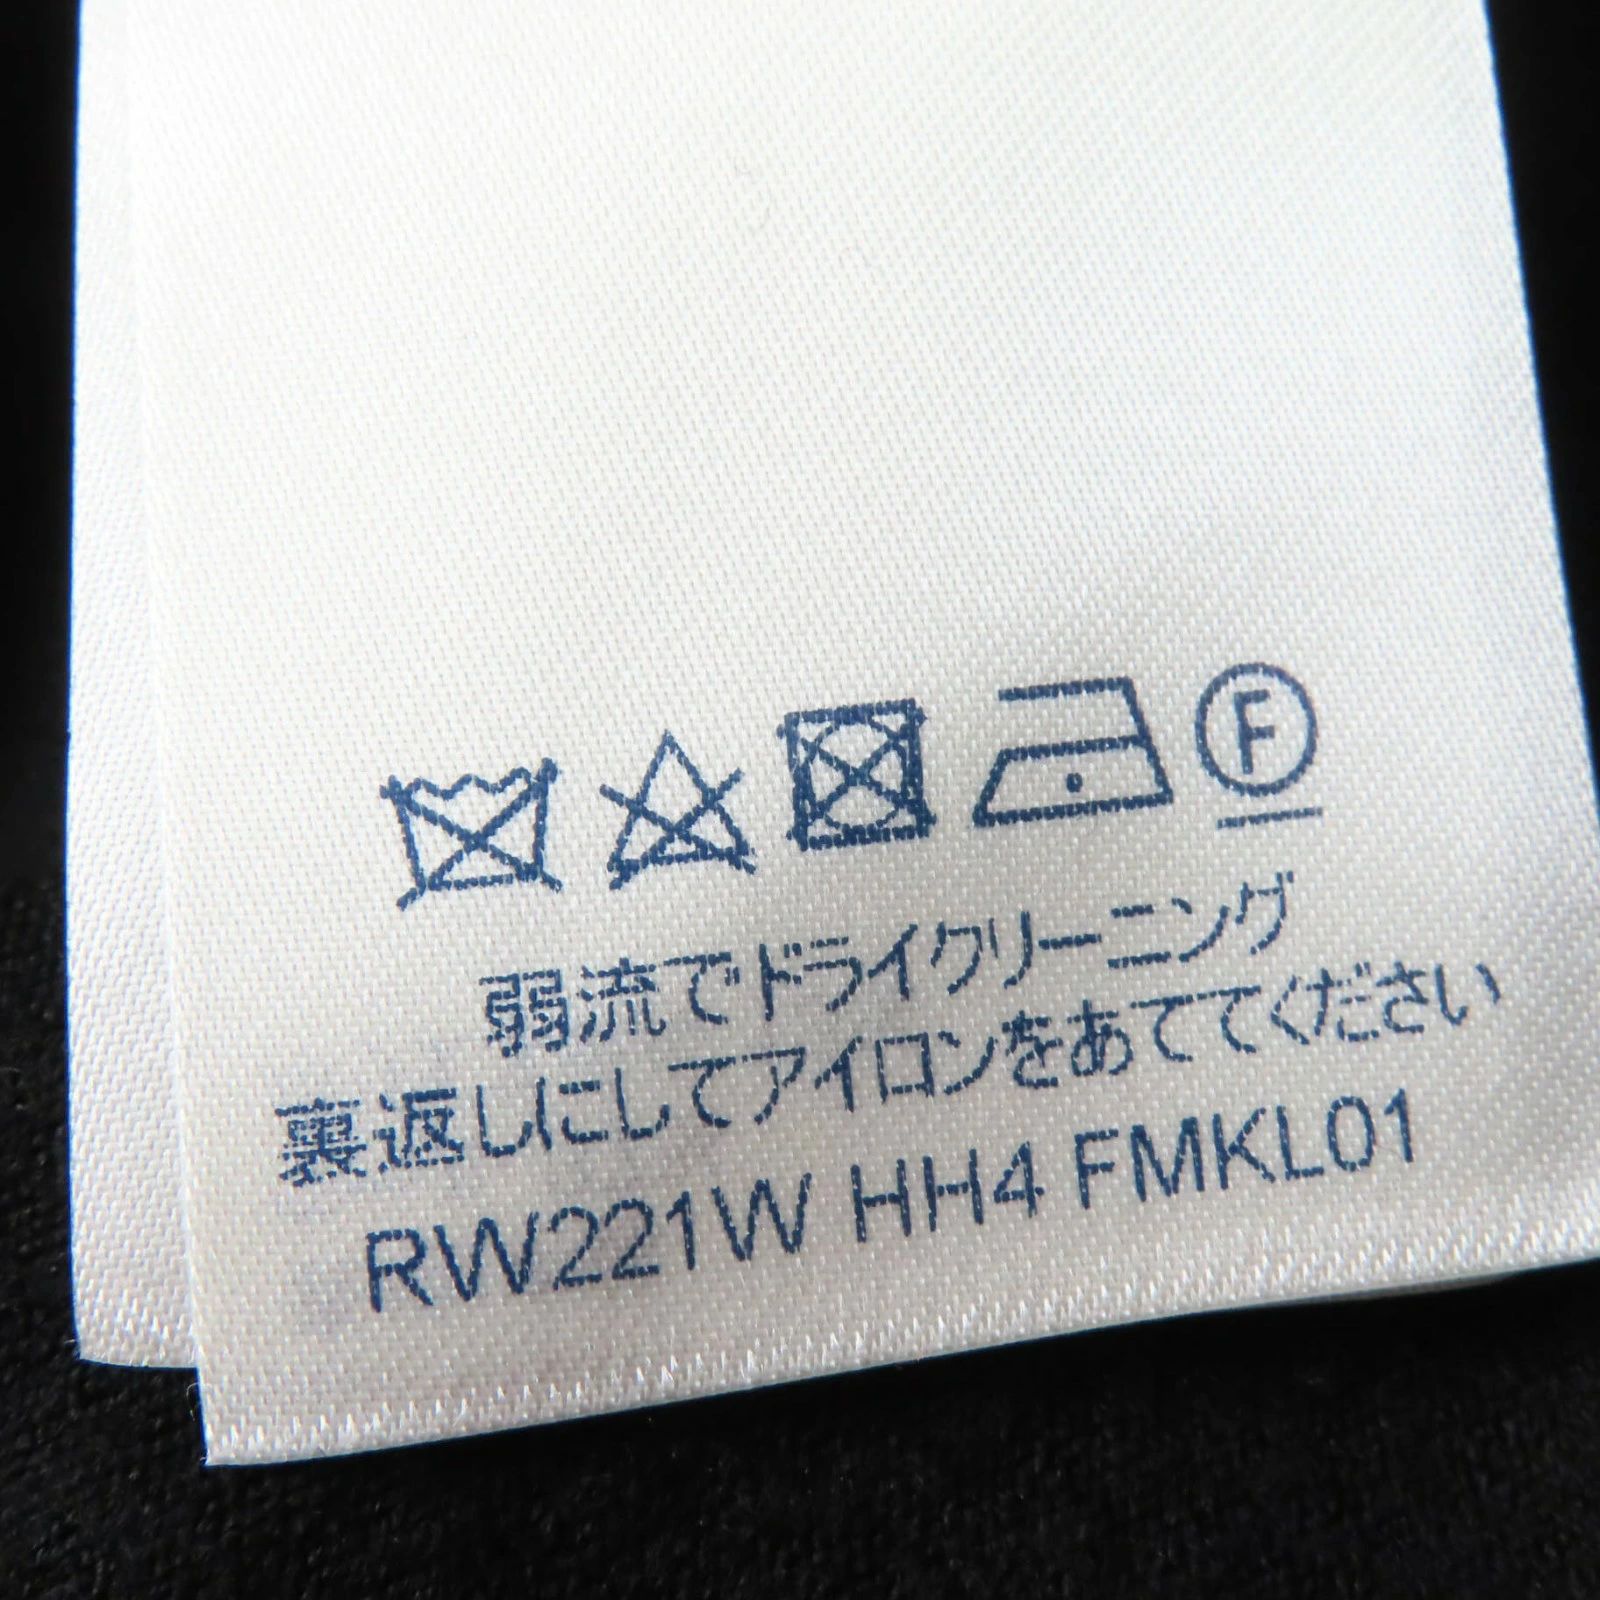 F
弱流でドライクリーニング
裏返しにしてアイロンをあててください
RW221W HH4 FMKL01